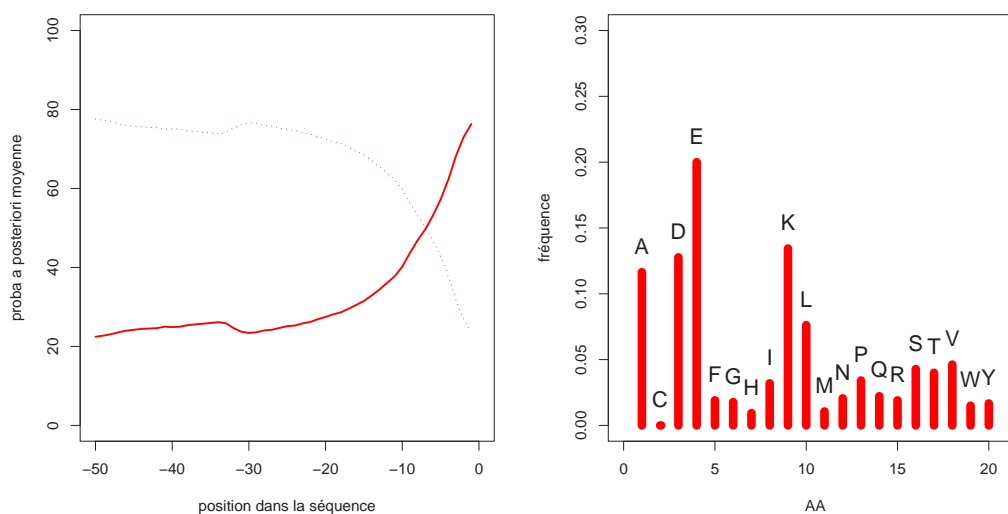 100
80
60
40
20
0
proba a posteriori moyenne
−50 −40 −30 −20 −10 0
position dans la séquence
0.30
0.25
0.20
0.15
0.10
0.05
0.00
fréquence
A C D E F G H I K L M N P Q R S T V W Y
0 5 10 15 20
AA